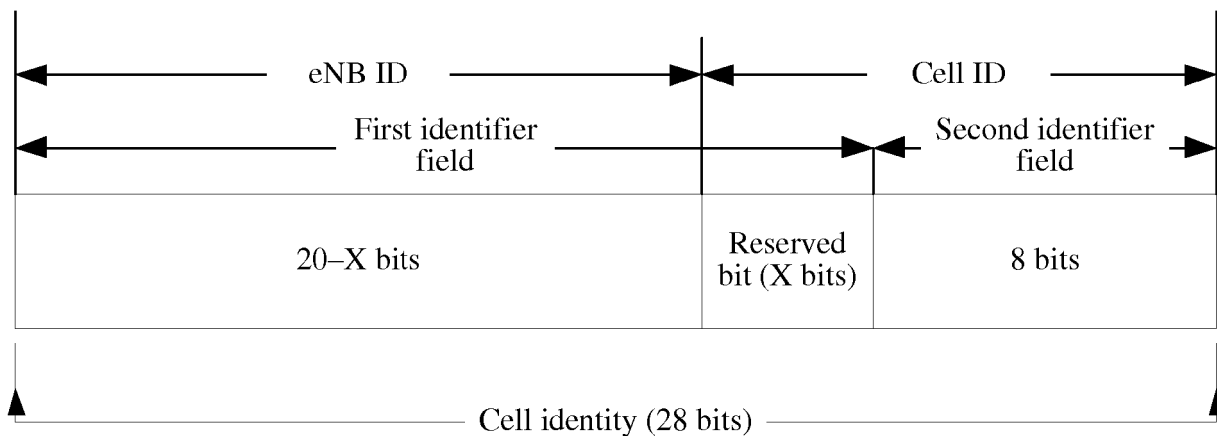 eNB ID
Cell ID
First identifier
field
Second identifier
field
20–X bits
Reserved
bit (X bits)
8 bits
Cell identity (28 bits)